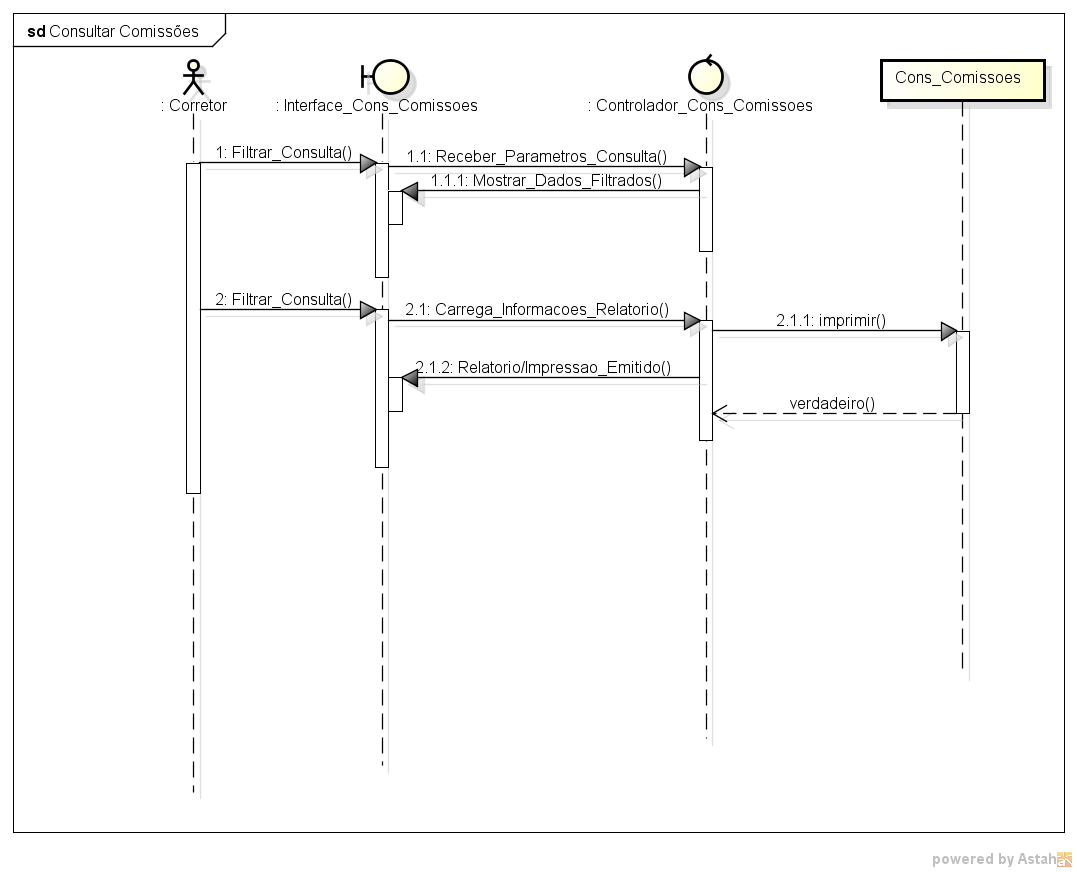 sd Consultar Comissões
: Corretor
: Interface_Cons_Comissoes
: Controlador_Cons_Comissoes
Cons_Comissoes
1: Filtrar_Consulta()
1.1: Receber_Parametros_Consulta()
1.1.1: Mostrar_Dados_Filtrados()
2: Filtrar_Consulta()
2.1: Carrega_Informacoes_Relatorio()
2.1.1: imprimir()
2.1.2: Relatorio/Impressao_Emitido()
verdadeiro()
powered by Astah